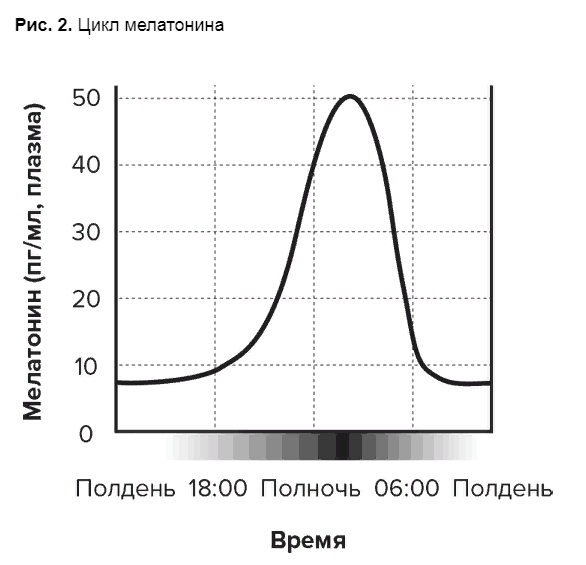 Рис. 2. Цикл мелатонина
Мелатонин (пг/мл, плазма)
50
40
30
20
10
0
Полдень 18:00 Полночь 06:00 Полдень
Время